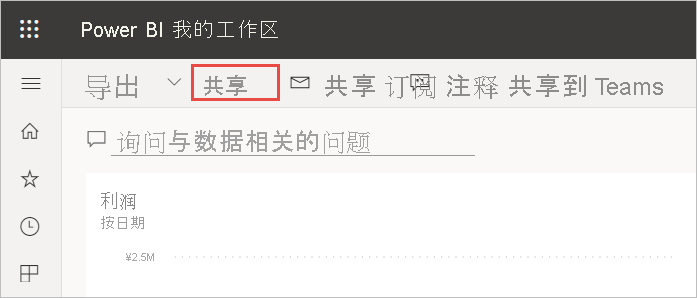 Power BI 我的工作区
导出 共享 共享 订阅 注释 共享到 Teams
询问与数据相关的问题
利润
按日期
¥2.5M